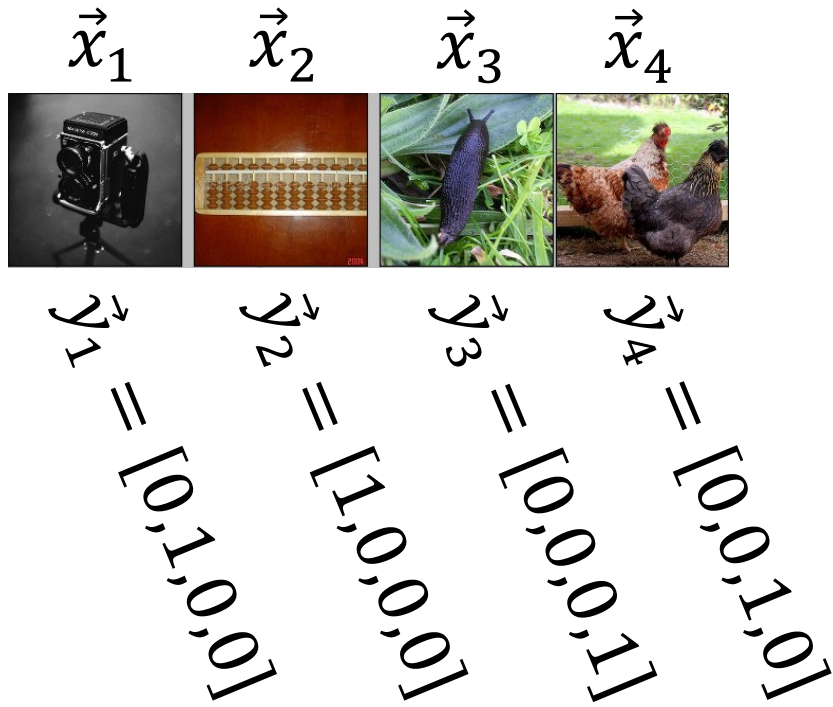 x⃗₁ x⃗₂ x⃗₃ x⃗₄
2004
y⃗₁ = [0,1,0,0]
y⃗₂ = [1,0,0,0]
y⃗₃ = [0,0,0,1]
y⃗₄ = [0,0,1,0]